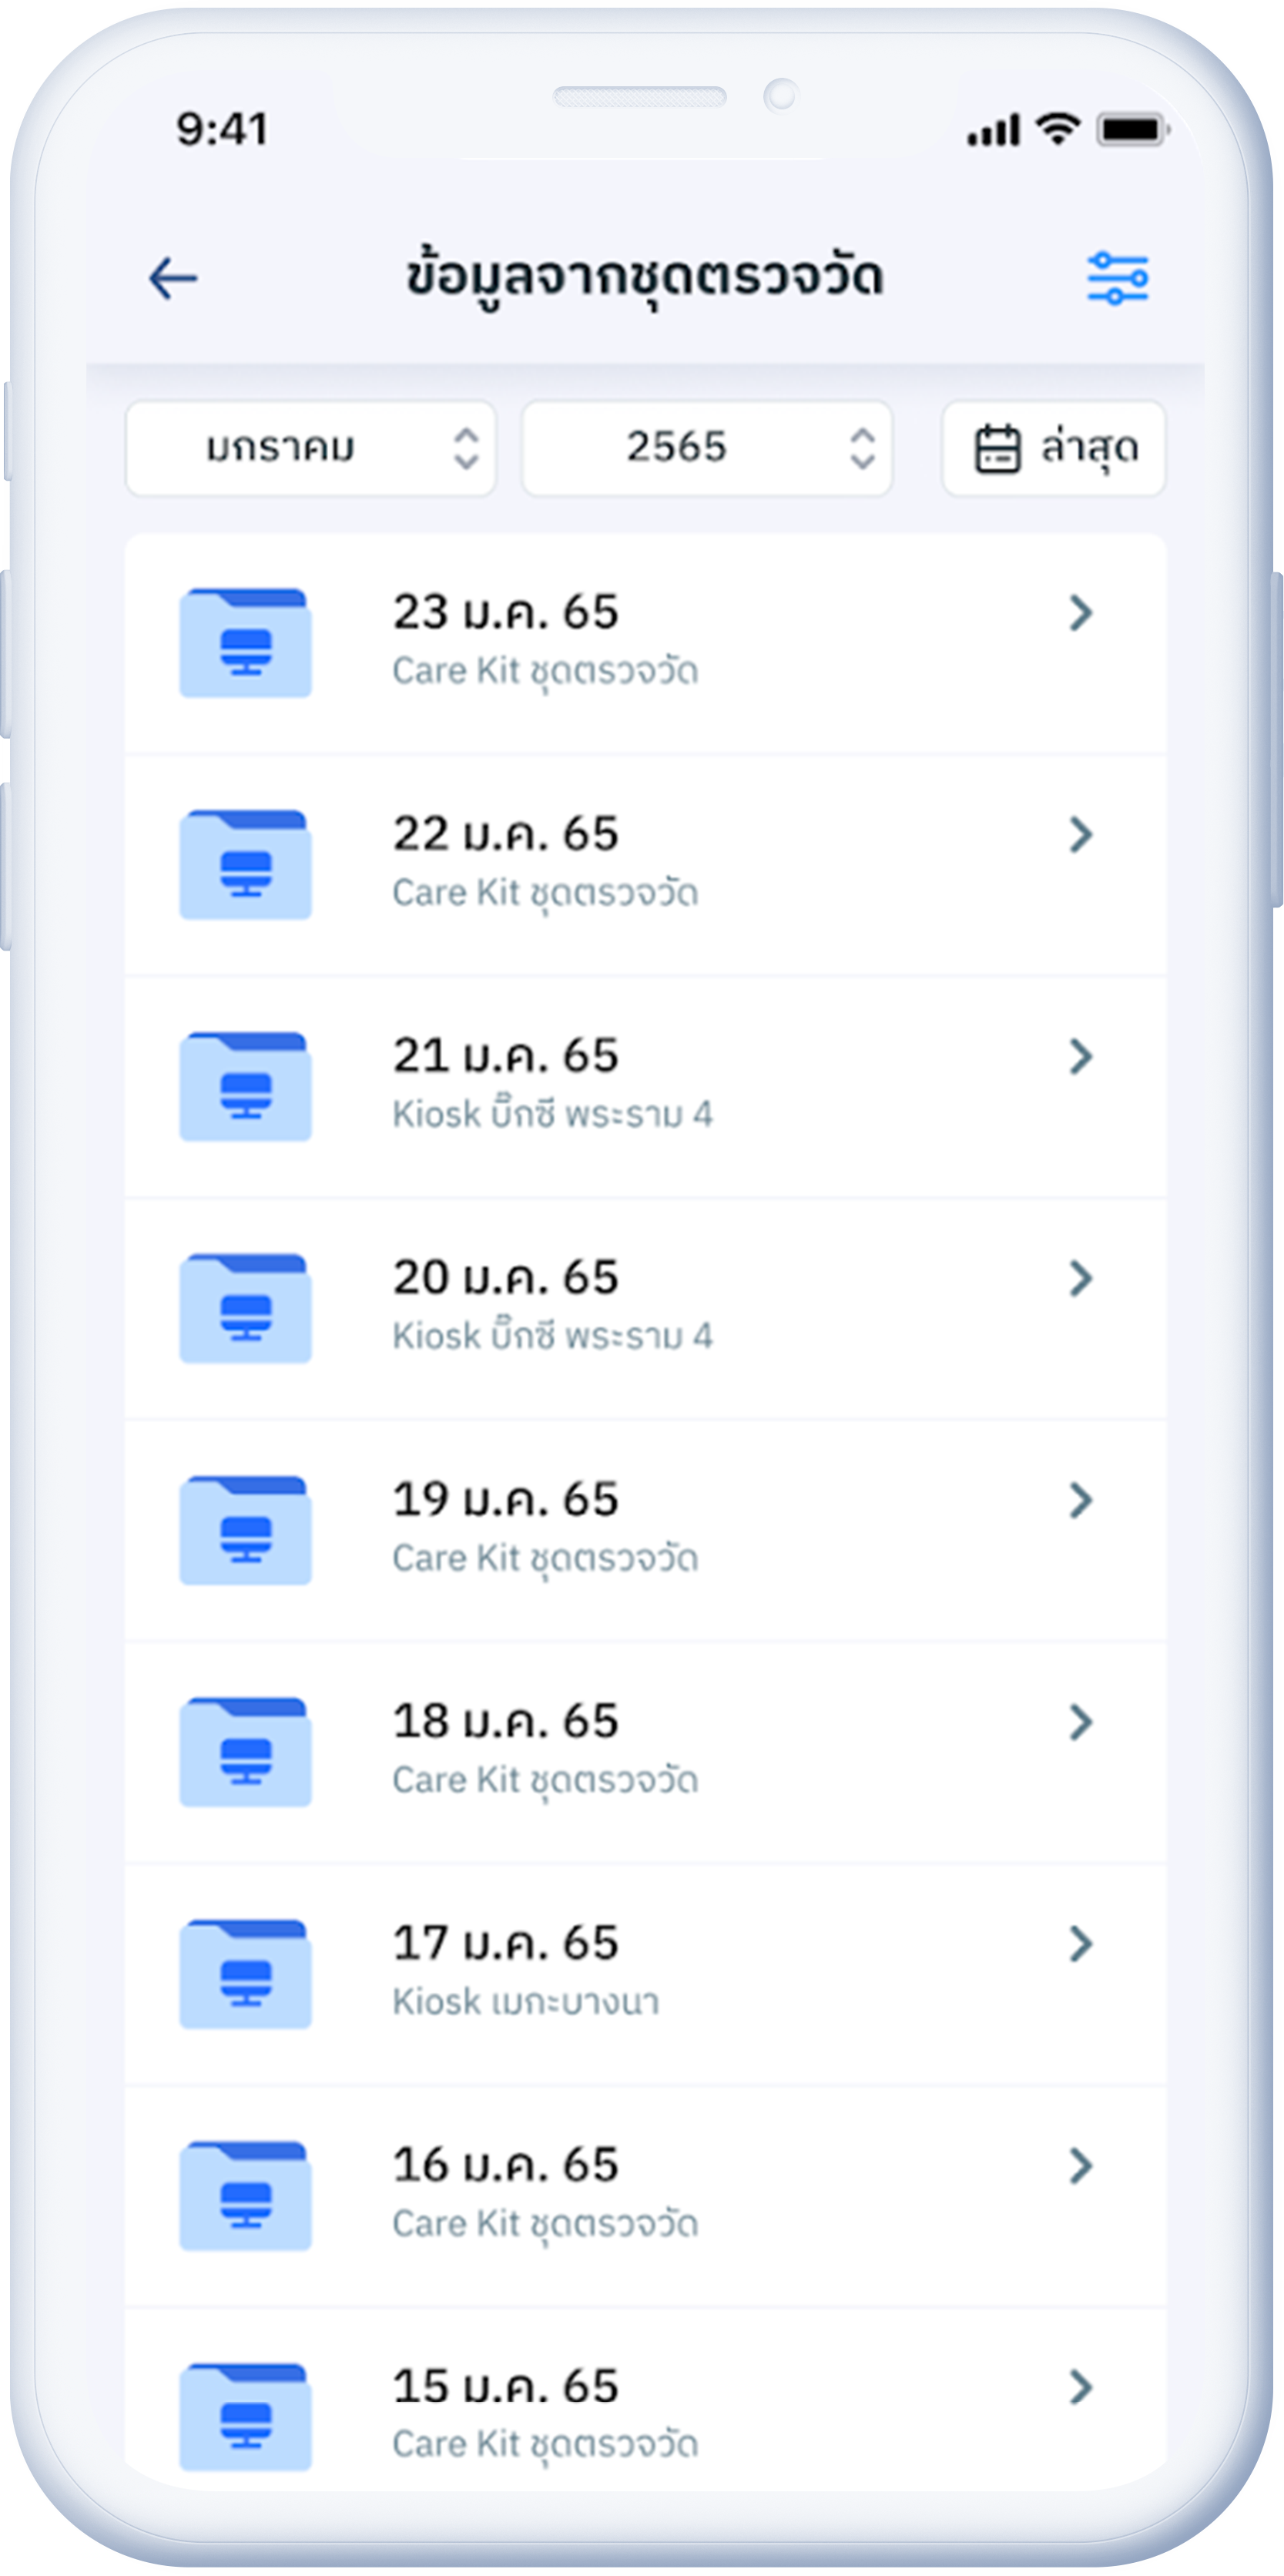 9:41
ข้อมูลจากชุดตรวจวัด
มกราคม 2565 ล่าสุด
23 ม.ค. 65
Care Kit ชุดตรวจวัด
22 ม.ค. 65
Care Kit ชุดตรวจวัด
21 ม.ค. 65
Kiosk บิ๊กซี พระราม 4
20 ม.ค. 65
Kiosk บิ๊กซี พระราม 4
19 ม.ค. 65
Care Kit ชุดตรวจวัด
18 ม.ค. 65
Care Kit ชุดตรวจวัด
17 ม.ค. 65
Kiosk เมกะบางนา
16 ม.ค. 65
Care Kit ชุดตรวจวัด
15 ม.ค. 65
Care Kit ชุดตรวจวัด